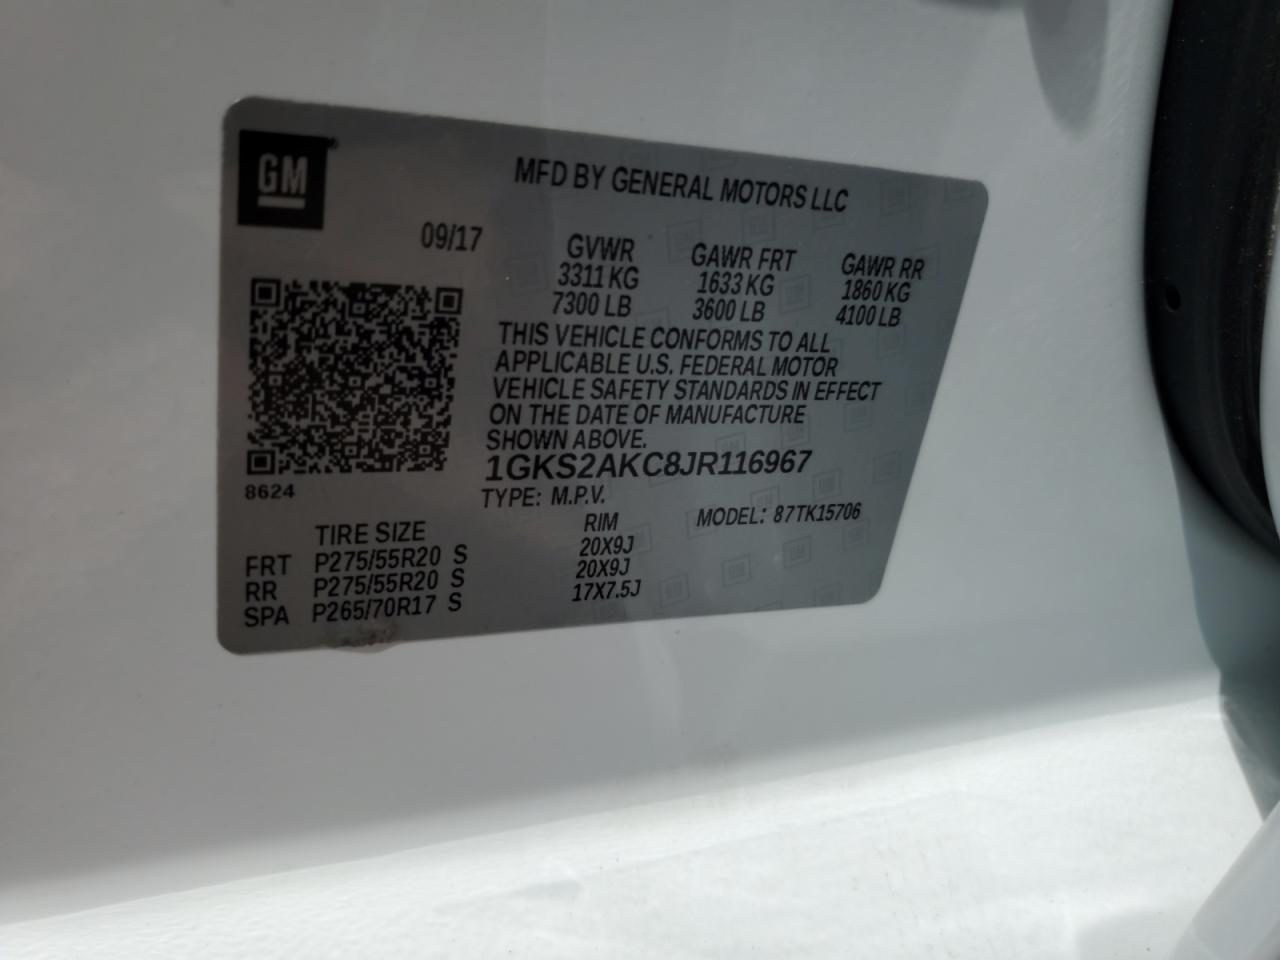 GM®
MFD BY GENERAL MOTORS LLC
09/17
GVWR GAWR FRT GAWR RR
3311 KG 1633 KG 1860 KG
7300 LB 3600 LB 4100 LB
THIS VEHICLE CONFORMS TO ALL
APPLICABLE U.S. FEDERAL MOTOR
VEHICLE SAFETY STANDARDS IN EFFECT
ON THE DATE OF MANUFACTURE
SHOWN ABOVE.
1GKS2AKC8JR116967
8624
TYPE: M.P.V. MODEL: 87TK15706
TIRE SIZE RIM
FRT P275/55R20 S 20X9J
RR P275/55R20 S 20X9J
SPA P265/70R17 S 17X7.5J